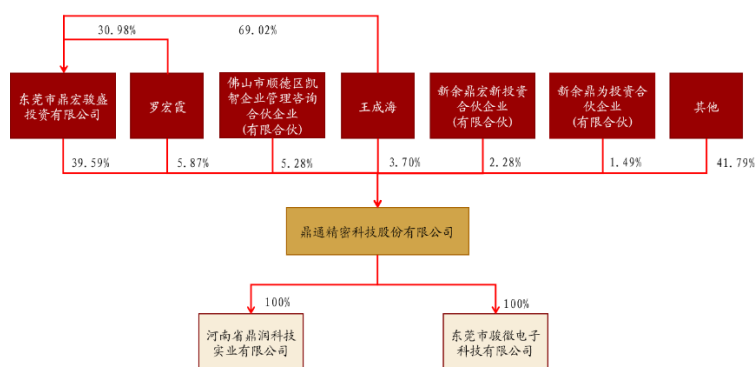 30.98%
69.02%
东莞市鼎宏骏盛
投资有限公司
罗宏霞
佛山市顺德区凯
智企业管理咨询
合伙企业
(有限合伙)
王成海
新余鼎宏新投资
合伙企业
(有限合伙)
新余鼎为投资合
伙企业
(有限合伙)
其他
39.59%
5.87%
5.28%
3.70%
2.28%
1.49%
41.79%
鼎通精密科技股份有限公司
100%
100%
河南省鼎润科技
实业有限公司
东莞市骏微电子
科技有限公司